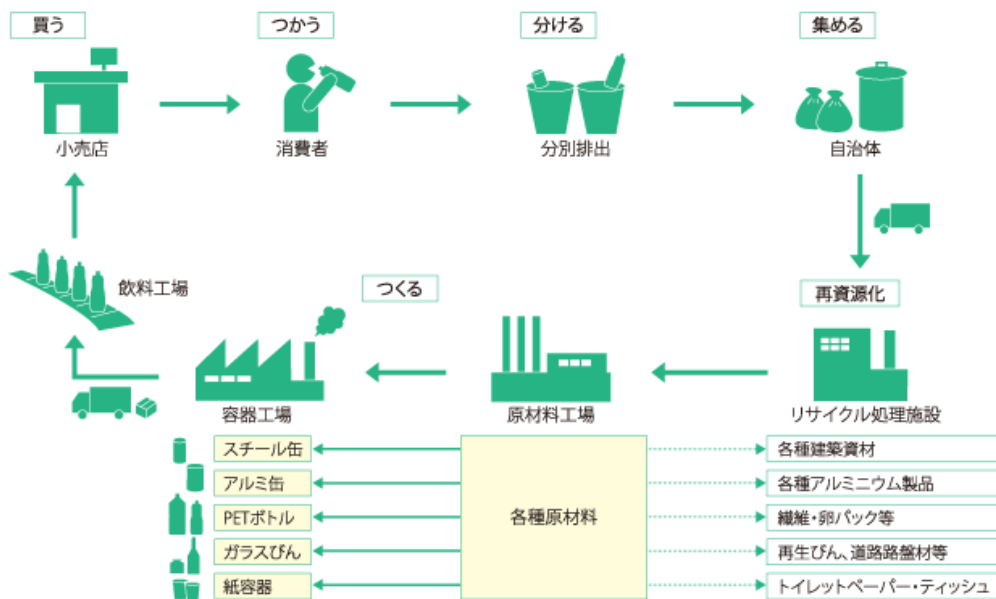 買う
つかう
分ける
集める
小売店
消費者
分別排出
自治体
飲料工場
つくる
再資源化
容器工場
原材料工場
リサイクル処理施設
スチール缶
アルミ缶
PETボトル
ガラスびん
紙容器
各種原材料
各種建築資材
各種アルミニウム製品
繊維・卵パック等
再生びん、道路路盤材等
トイレットペーパー・ティッシュ